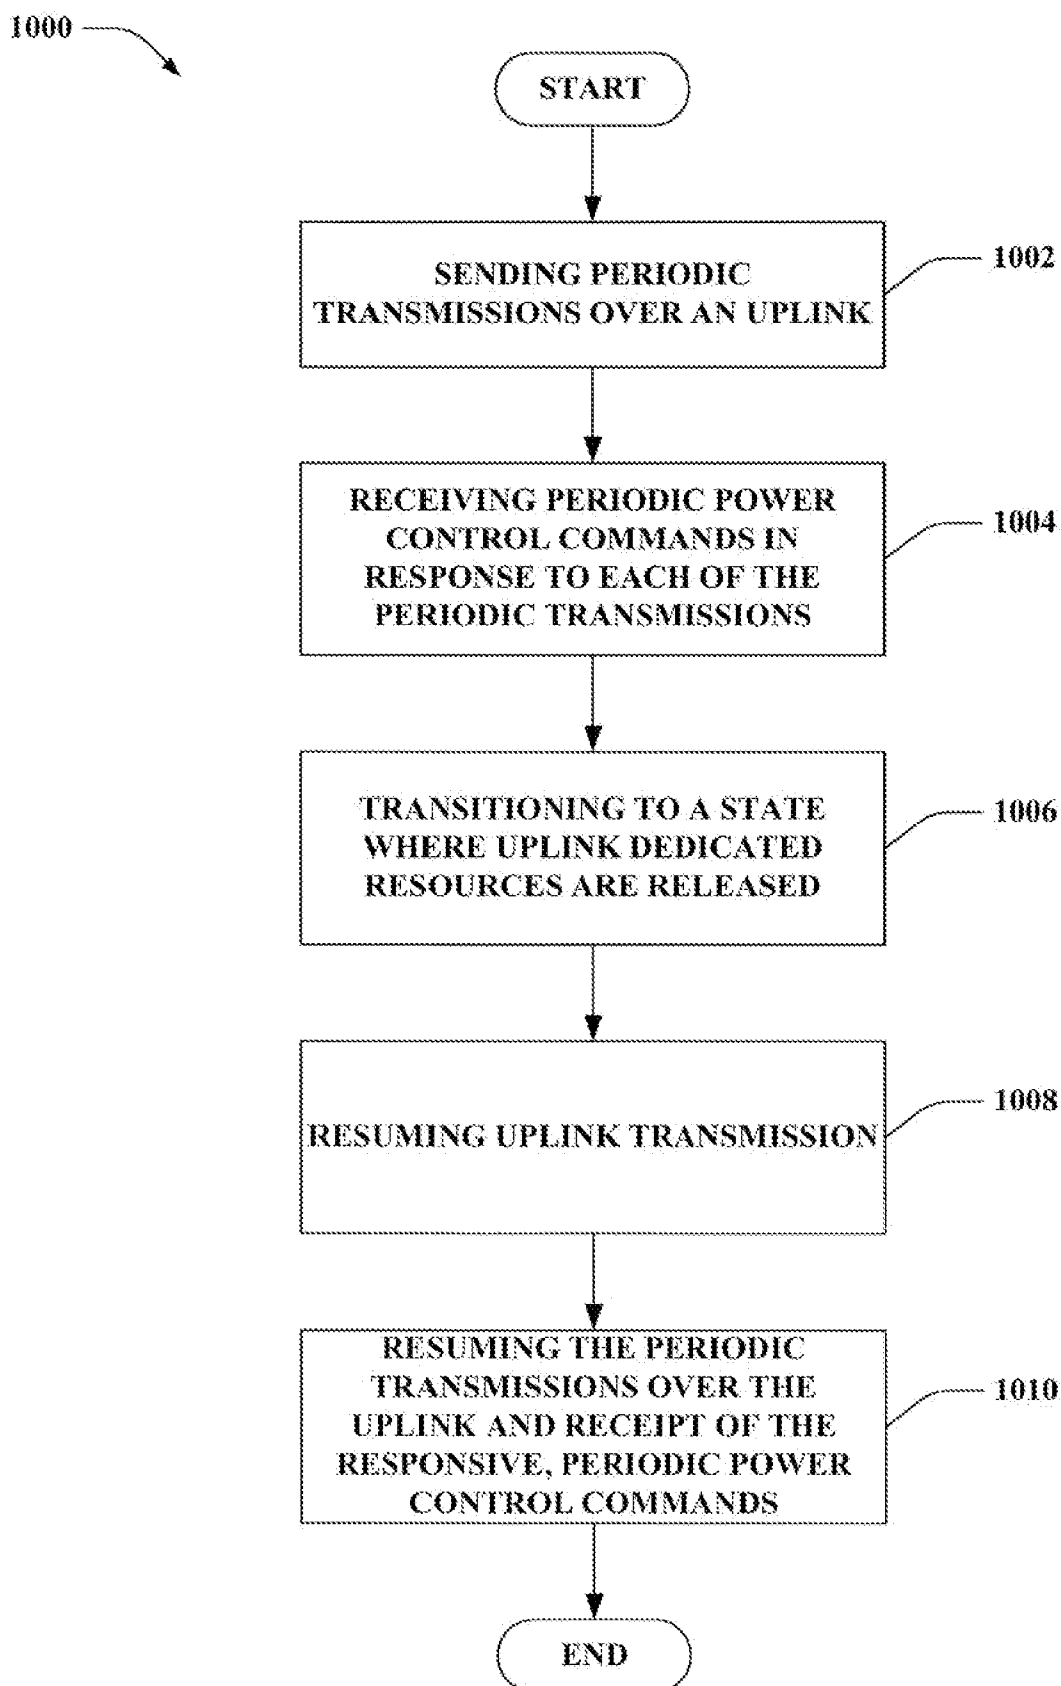 1000
START
SENDING PERIODIC
TRANSMISSIONS OVER AN UPLINK
1002
RECEIVING PERIODIC POWER
CONTROL COMMANDS IN
RESPONSE TO EACH OF THE
PERIODIC TRANSMISSIONS
1004
TRANSITIONING TO A STATE
WHERE UPLINK DEDICATED
RESOURCES ARE RELEASED
1006
RESUMING UPLINK TRANSMISSION
1008
RESUMING THE PERIODIC
TRANSMISSIONS OVER THE
UPLINK AND RECEIPT OF THE
RESPONSIVE, PERIODIC POWER
CONTROL COMMANDS
1010
END